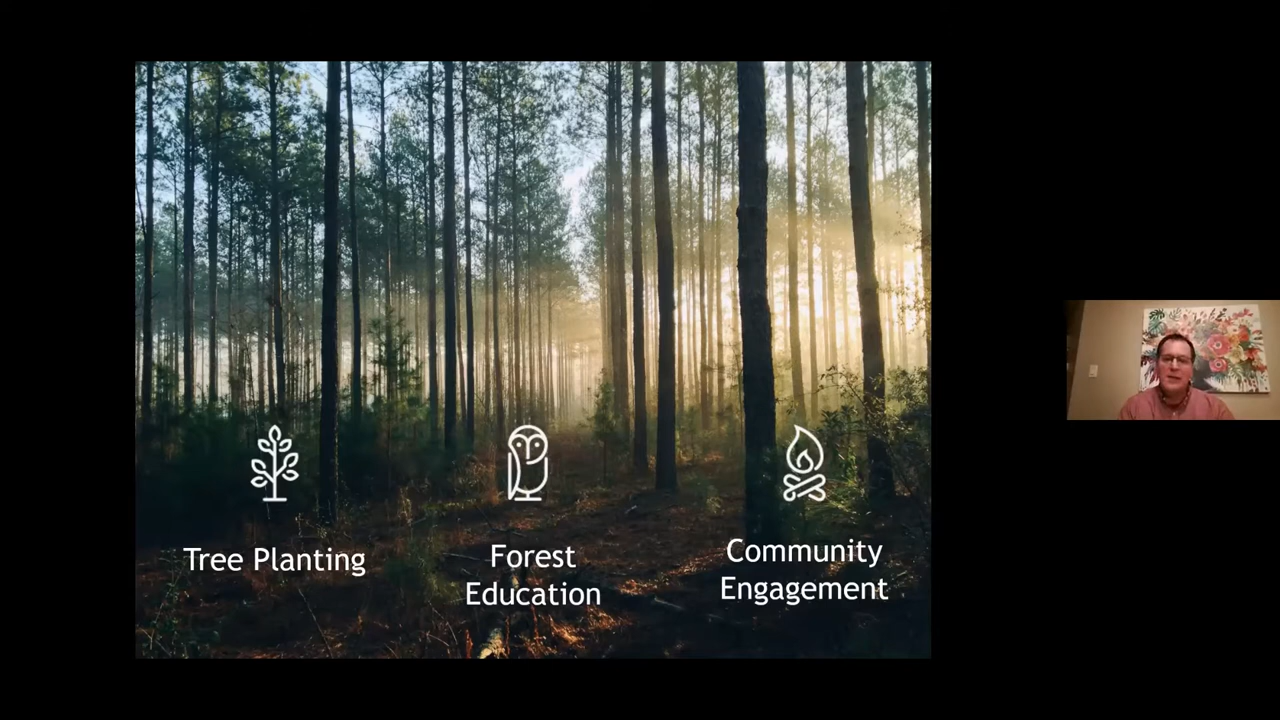 Tree Planting
Forest
Education
Community
Engagement